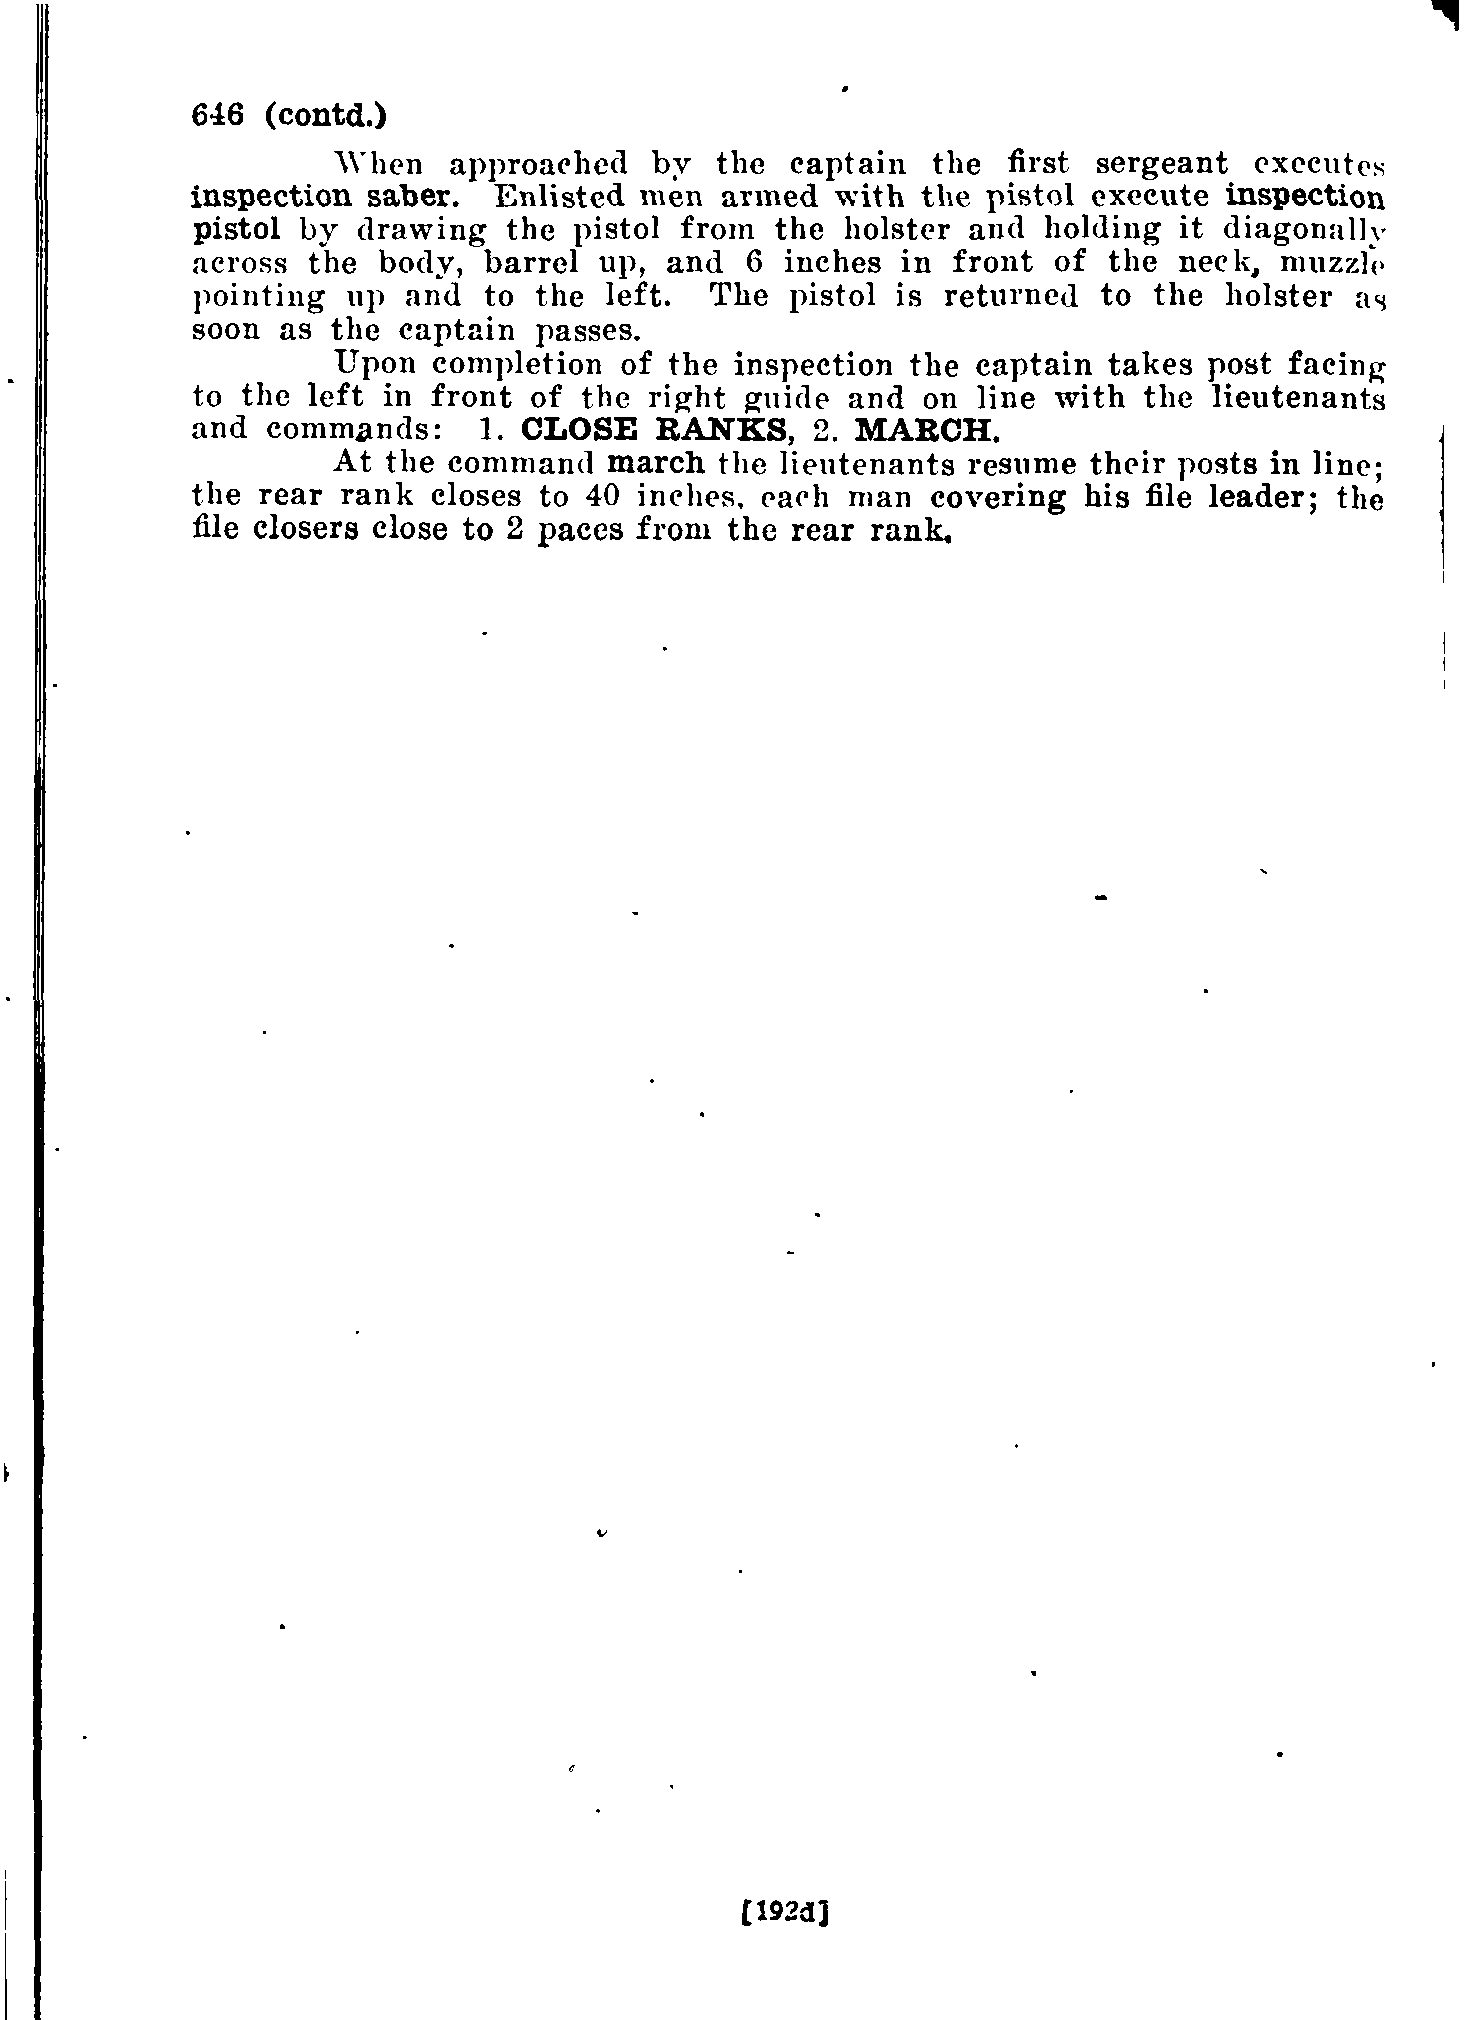 646 (contd.)
When approached by the captain the first sergeant executes
inspection saber. Enlisted men armed with the pistol execute inspection
pistol by drawing the pistol from the holster and holding it diagonally
across the body, barrel up, and 6 inches in front of the neck, muzzle
pointing up and to the left. The pistol is returned to the holster as
soon as the captain passes.
Upon completion of the inspection the captain takes post facing
to the left in front of the right guide and on line with the lieutenants
and commands: 1. CLOSE RANKS, 2. MARCH.
At the command march the lieutenants resume their posts in line;
the rear rank closes to 40 inches, each man covering his file leader; the
file closers close to 2 paces from the rear rank.
[192d]